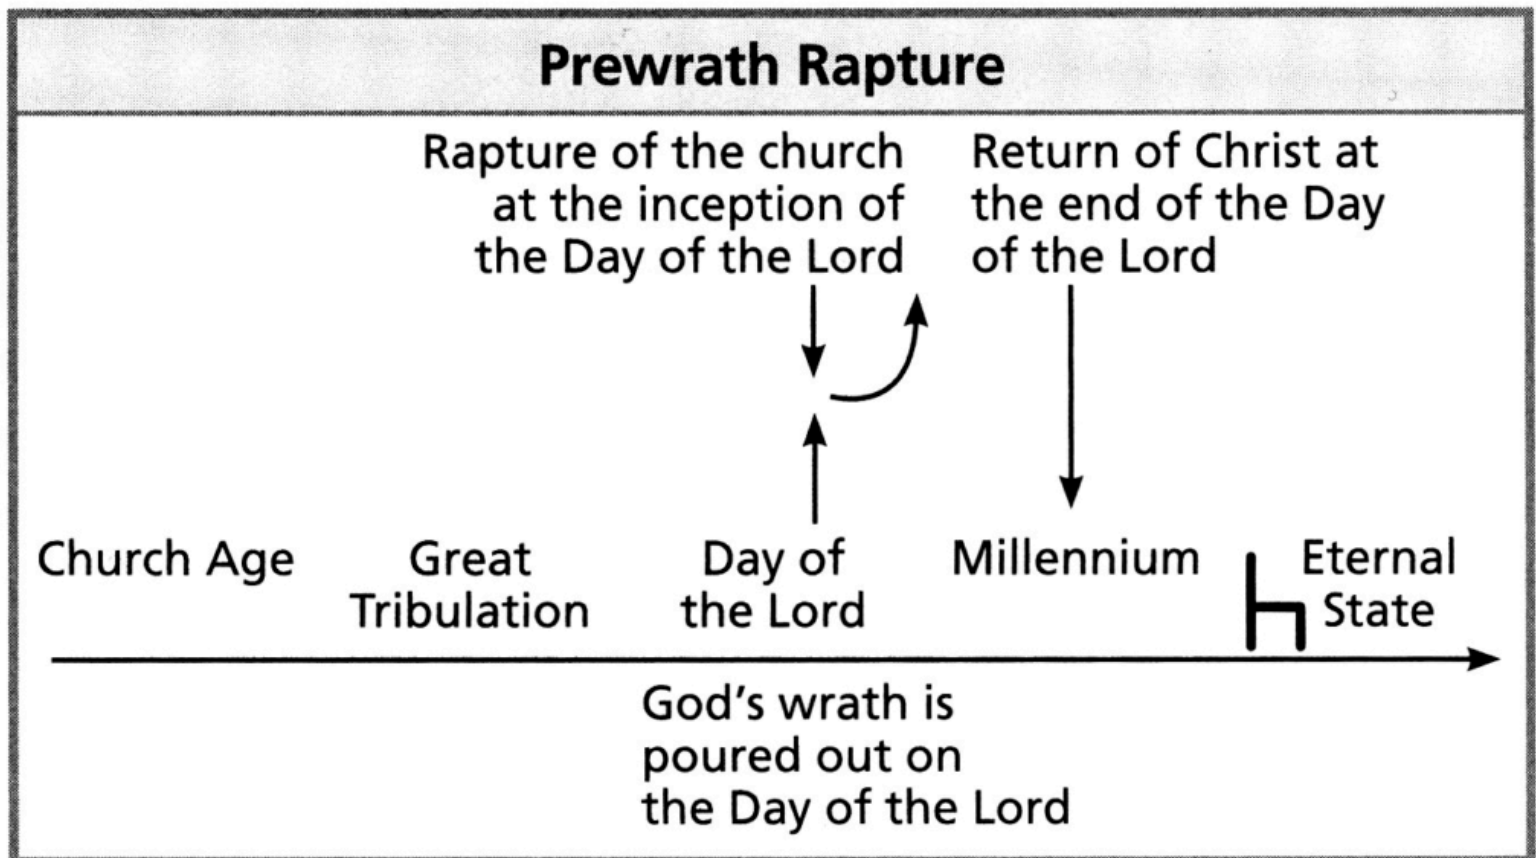 Prewrath Rapture
Rapture of the church
at the inception of
the Day of the Lord
Return of Christ at
the end of the Day
of the Lord
Church Age
Great
Tribulation
Day of
the Lord
Millennium
Eternal
State
God's wrath is
poured out on
the Day of the Lord